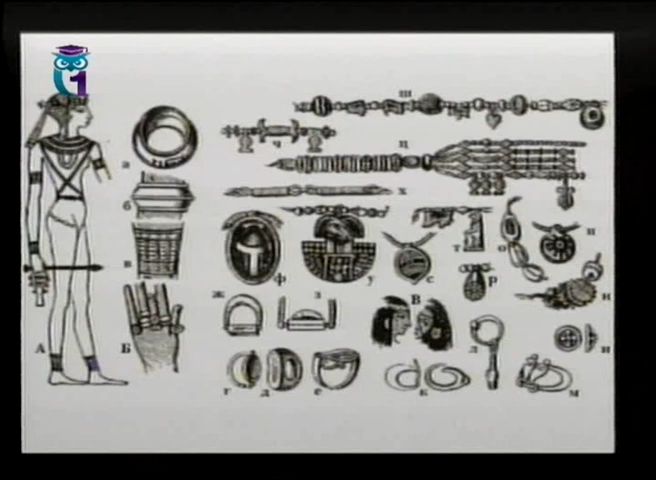 1
ш
а
ч
ц
б
х
в
ф
у
с
т
о
п
р
и
ж
з
В
л
н
А
Б
г
д
е
к
м